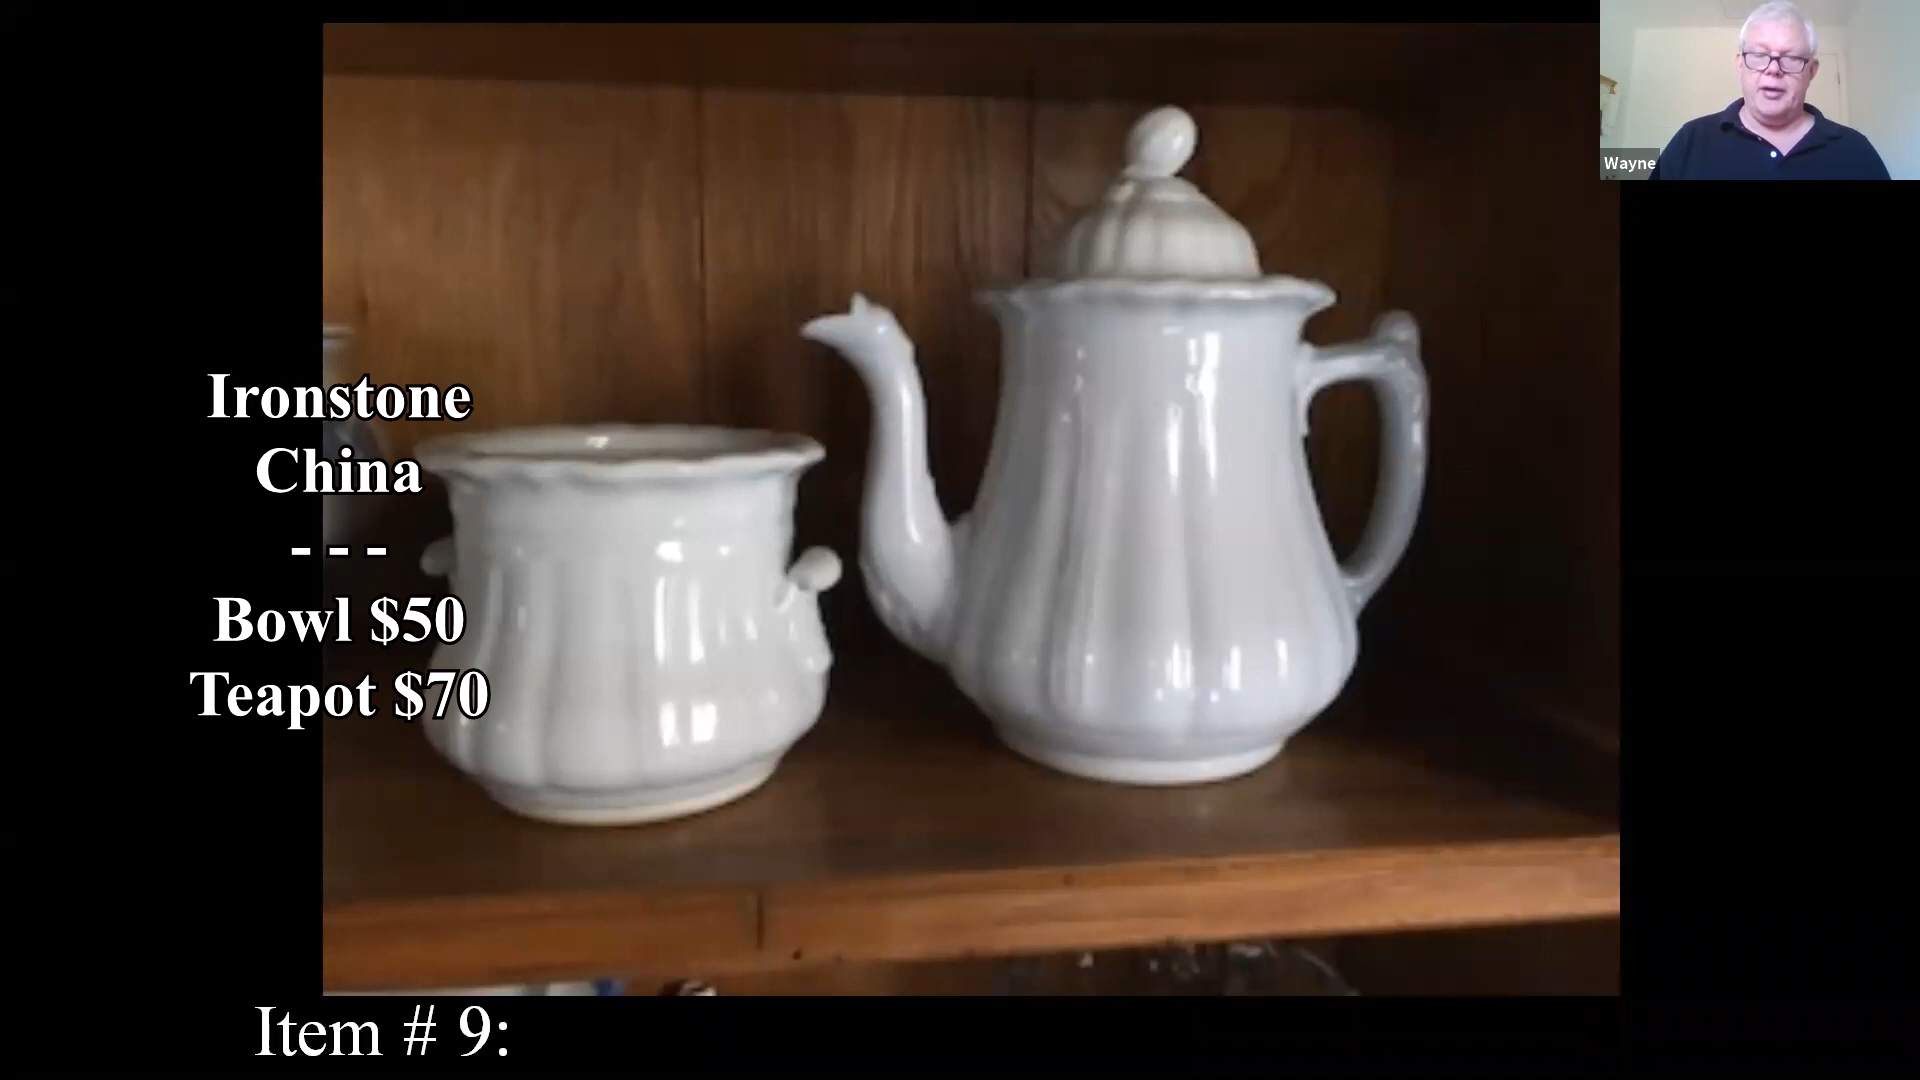 Wayne
Ironstone
China
- - -
Bowl $50
Teapot $70
Item # 9: